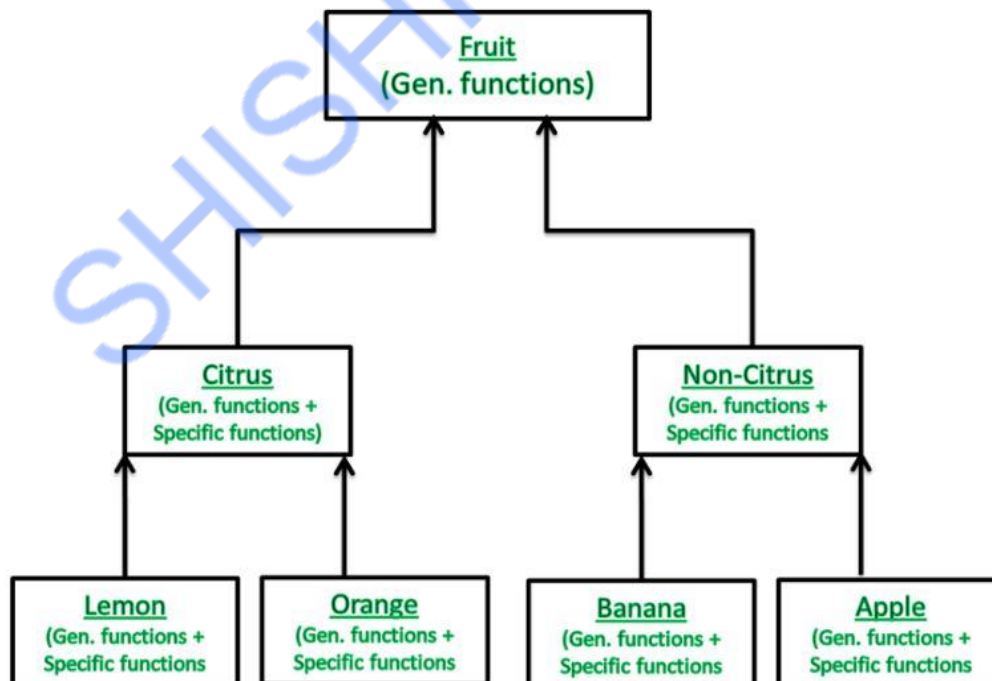 SHISH
Fruit
(Gen. functions)
Citrus
(Gen. functions +
Specific functions)
Non-Citrus
(Gen. functions +
Specific functions
Lemon
(Gen. functions +
Specific functions
Orange
(Gen. functions +
Specific functions
Banana
(Gen. functions +
Specific functions
Apple
(Gen. functions +
Specific functions